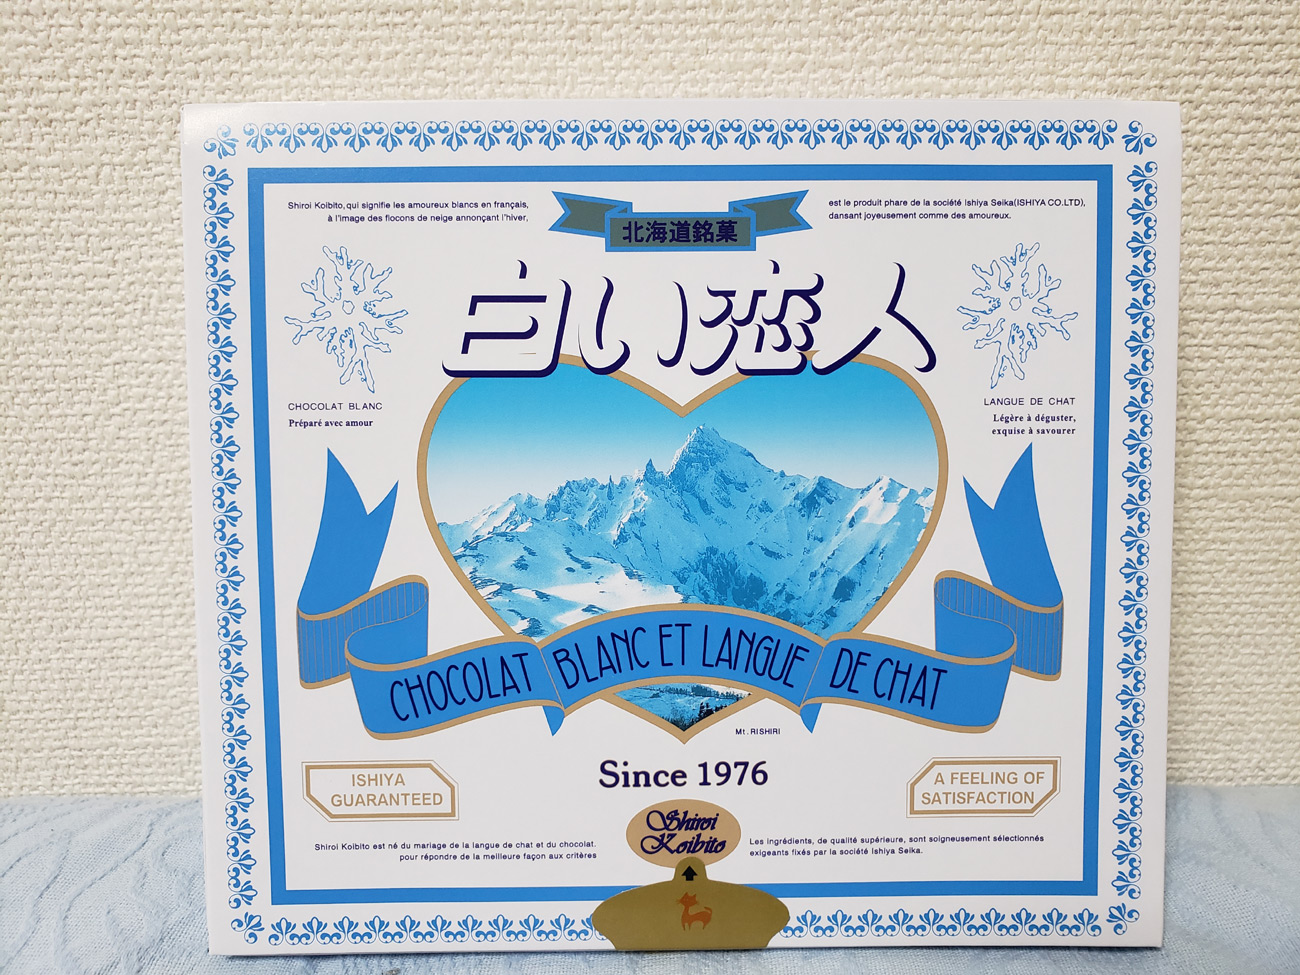 Shiroi Koibito, qui signifie les amoureux blancs en français,
à l'image des flocons de neige annonçant l'hiver,
est le produit phare de la société Ishiya Seika(ISHIYA CO.LTD),
dansant joyeusement comme des amoureux.
北海道銘菓
白い恋人
CHOCOLAT BLANC
Préparé avec amour
LANGUE DE CHAT
Légère à déguster,
exquise à savourer
CHOCOLAT BLANC ET LANGUE DE CHAT
Mt. RISHIRI
Since 1976
ISHIYA
GUARANTEED
A FEELING OF
SATISFACTION
Shiroi
Koibito
Shiroi Koibito est né du mariage de la langue de chat et du chocolat.
pour répondre de la meilleure façon aux critères
Les ingrédients, de qualité supérieure, sont soigneusement sélectionnés
exigeants fixés par la société Ishiya Seika.